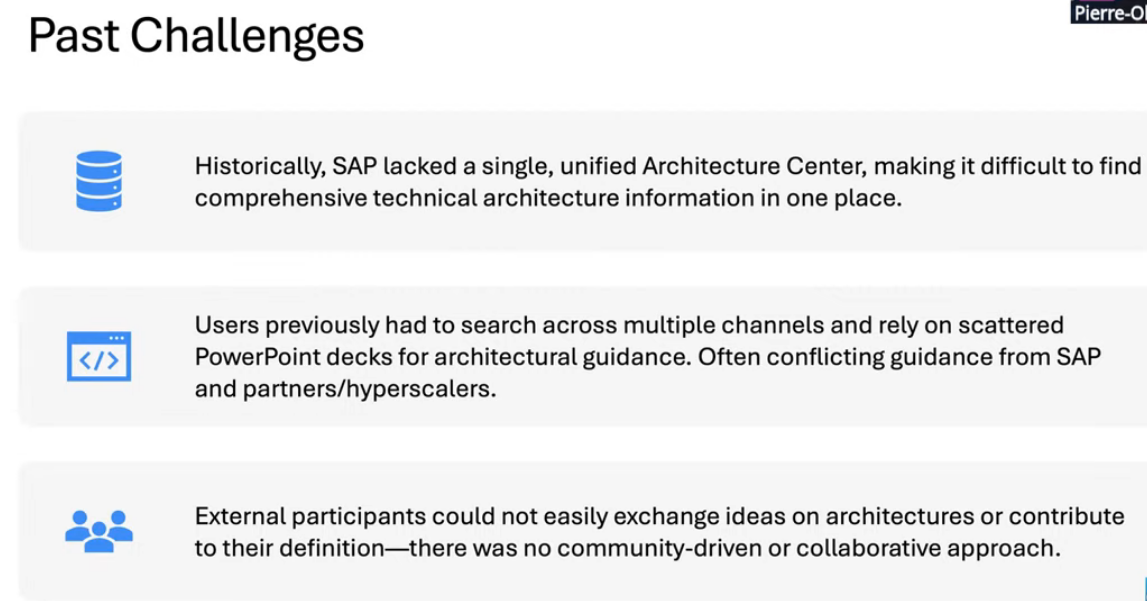 Past Challenges
Pierre-Ol
Historically, SAP lacked a single, unified Architecture Center, making it difficult to find
comprehensive technical architecture information in one place.
</>
Users previously had to search across multiple channels and rely on scattered
PowerPoint decks for architectural guidance. Often conflicting guidance from SAP
and partners/hyperscalers.
External participants could not easily exchange ideas on architectures or contribute
to their definition—there was no community-driven or collaborative approach.